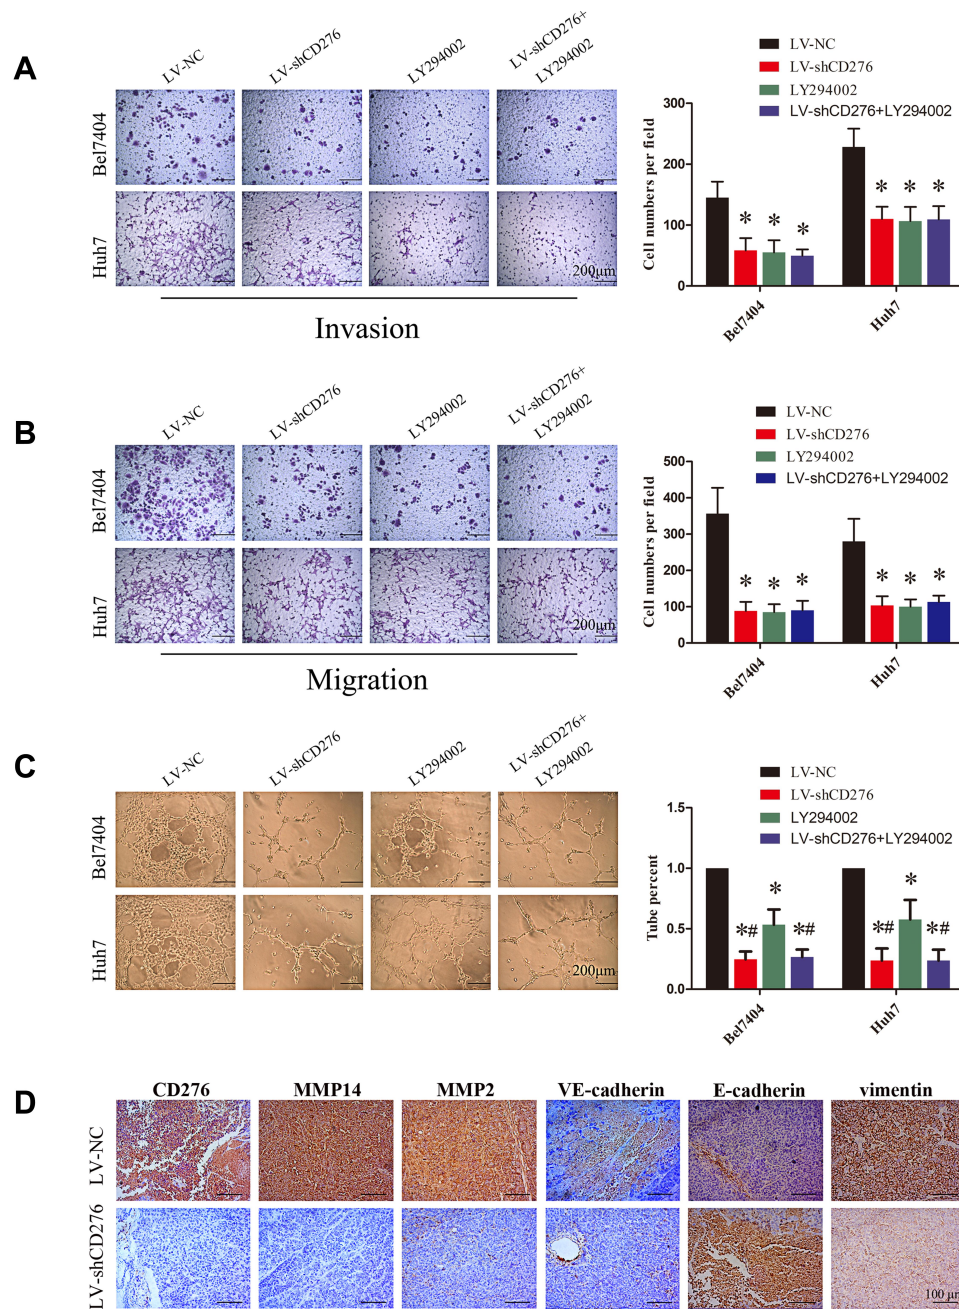 A
LV-NC
LV-shCD276
LY294002
LV-shCD276+
LY294002
Bel7404
Huh7
200μm
Invasion
LV-NC
LV-shCD276
LY294002
LV-shCD276+LY294002
Cell numbers per field
300
200
100
0
* * *
* * *
Bel7404
Huh7
B
LV-NC
LV-shCD276
LY294002
LV-shCD276+
LY294002
Bel7404
Huh7
200μm
Migration
LV-NC
LV-shCD276
LY294002
LV-shCD276+LY294002
Cell numbers per field
500
400
300
200
100
0
* * *
* * *
Bel7404
Huh7
C
LV-NC
LV-shCD276
LY294002
LV-shCD276+
LY294002
Bel7404
Huh7
200μm
LV-NC
LV-shCD276
LY294002
LV-shCD276+LY294002
Tube percent
1.5
1.0
0.5
0.0
*# * *#
*# * *#
Bel7404
Huh7
D
CD276 MMP14 MMP2 VE-cadherin E-cadherin vimentin
LV-NC
LV-shCD276
100 μm